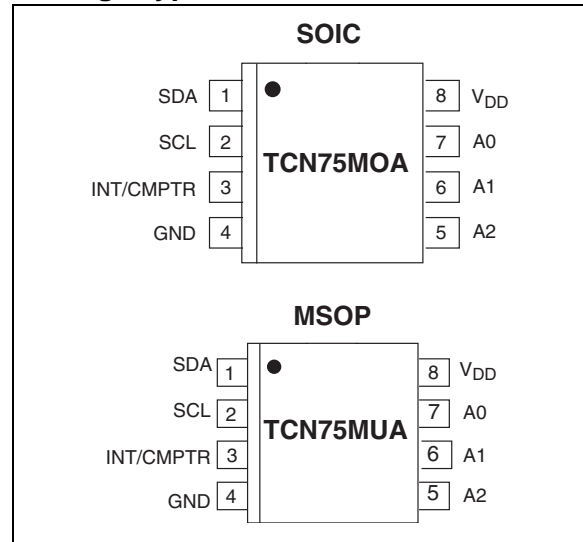 SOIC
SDA 1 8 VDD
SCL 2 TCN75MOA 7 A0
INT/CMPTR 3 6 A1
GND 4 5 A2
MSOP
SDA 1 8 VDD
SCL 2 TCN75MUA 7 A0
INT/CMPTR 3 6 A1
GND 4 5 A2